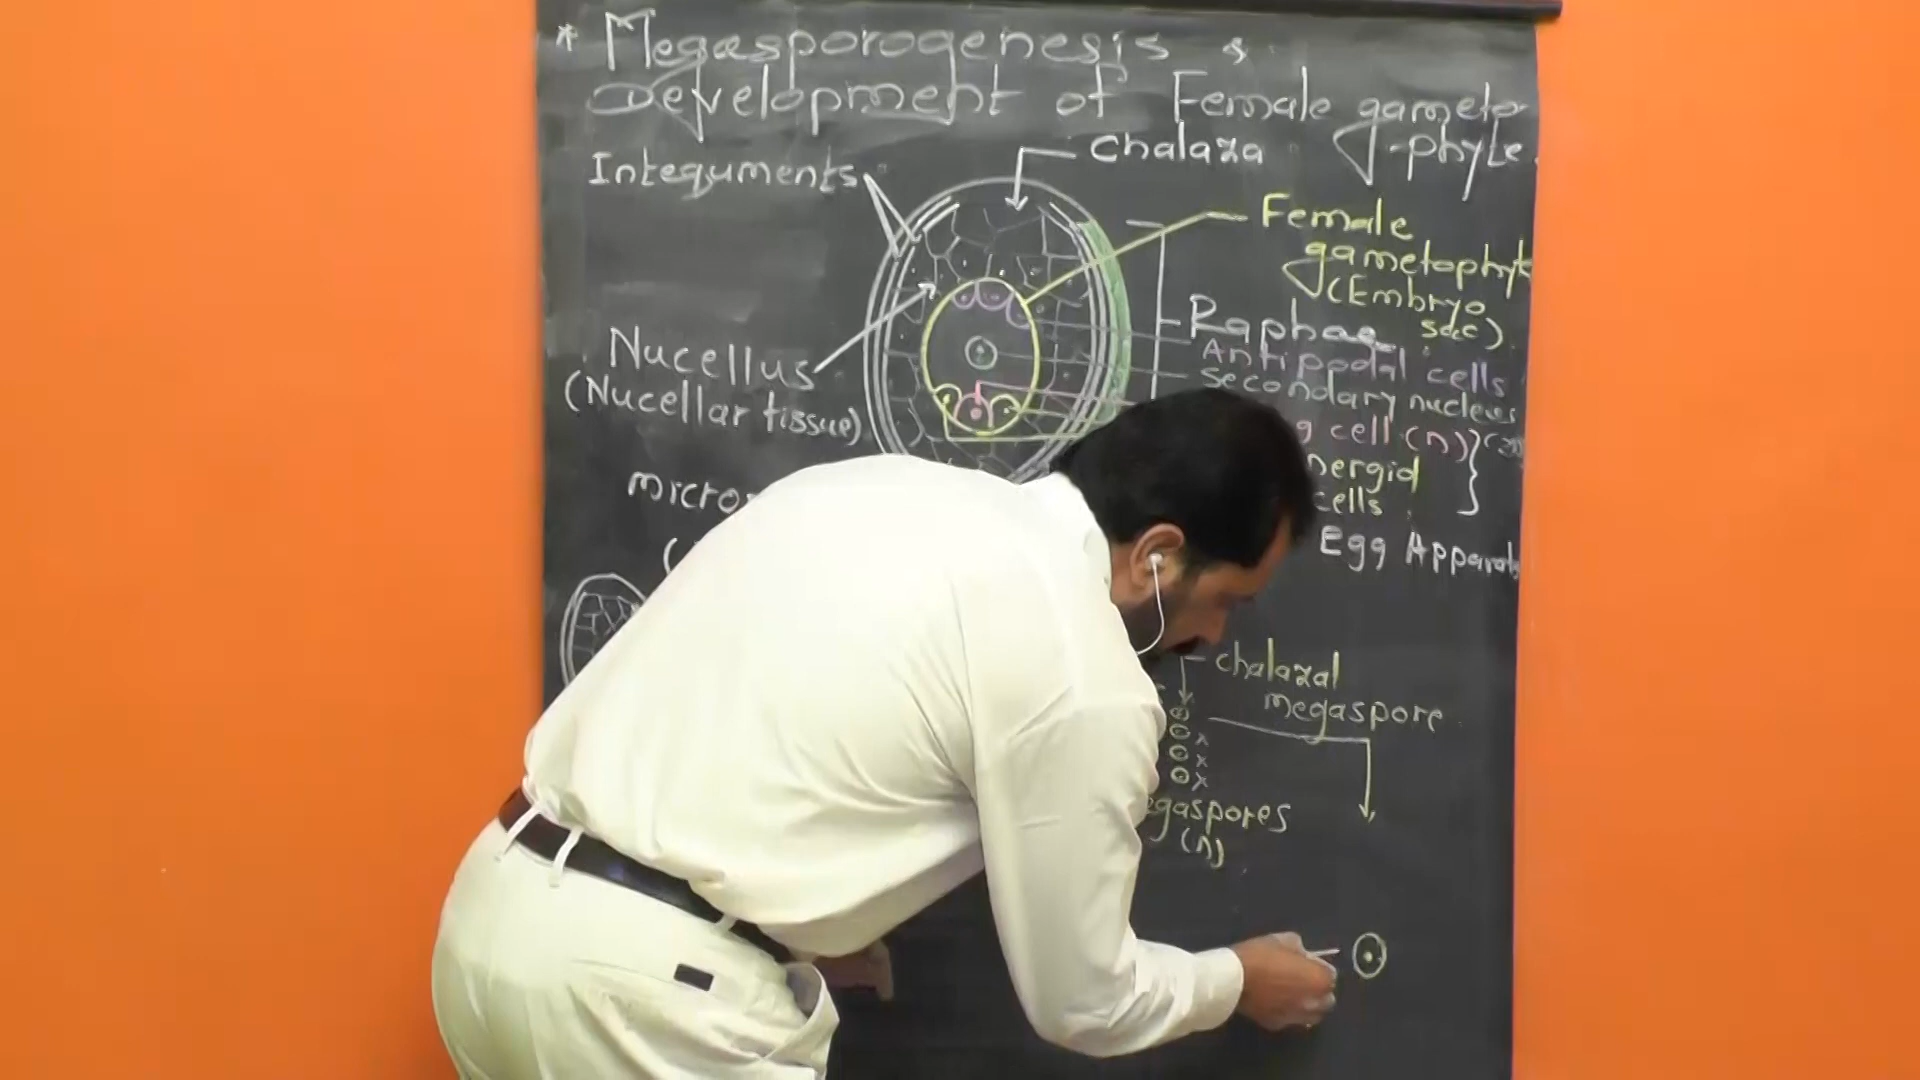 * Megasporogenesis &
Development of Female gameto
-phyte.
Integuments
Chalaza
Female
gametophyt
(Embryo
sac)
Raphae
Antipodal cells
Secondary nucleus
g cell (n)}
nergid
cells
Egg Apparatus
Nucellus
(Nucellar tissue)
micro
chalazal
megaspore
x
x
x
egaspores
(n)